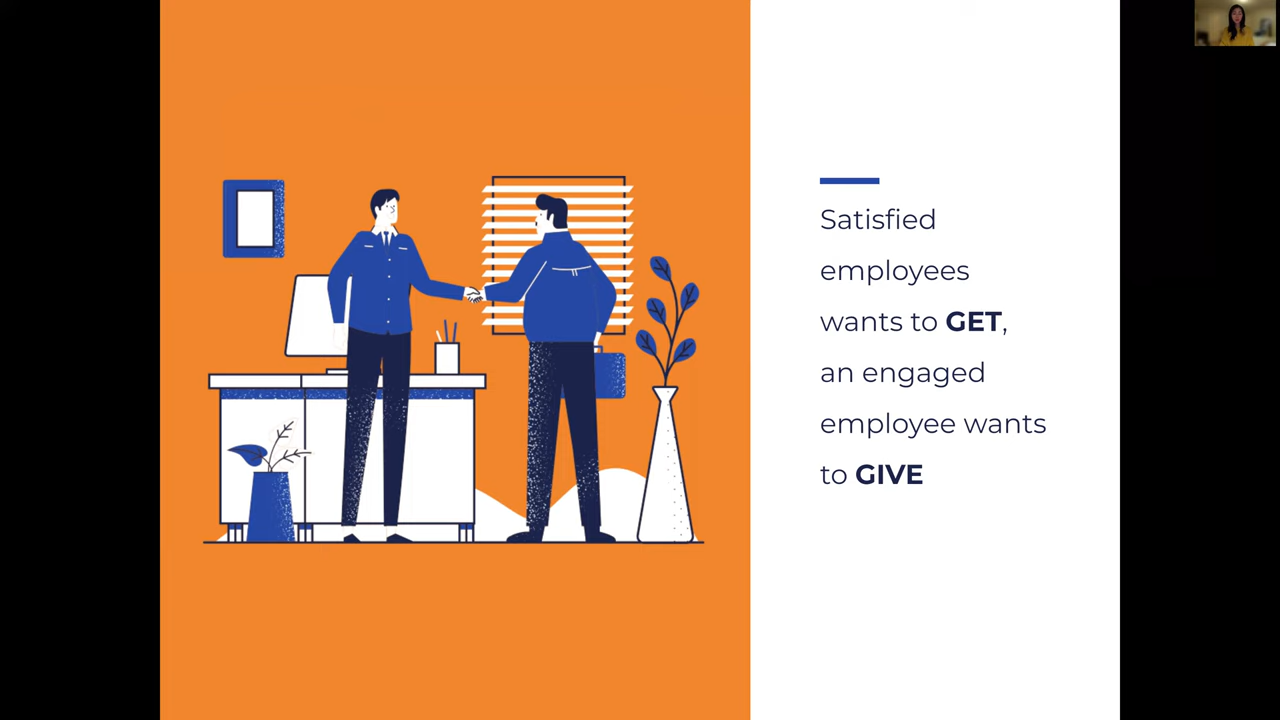 Satisfied
employees
wants to GET,
an engaged
employee wants
to GIVE